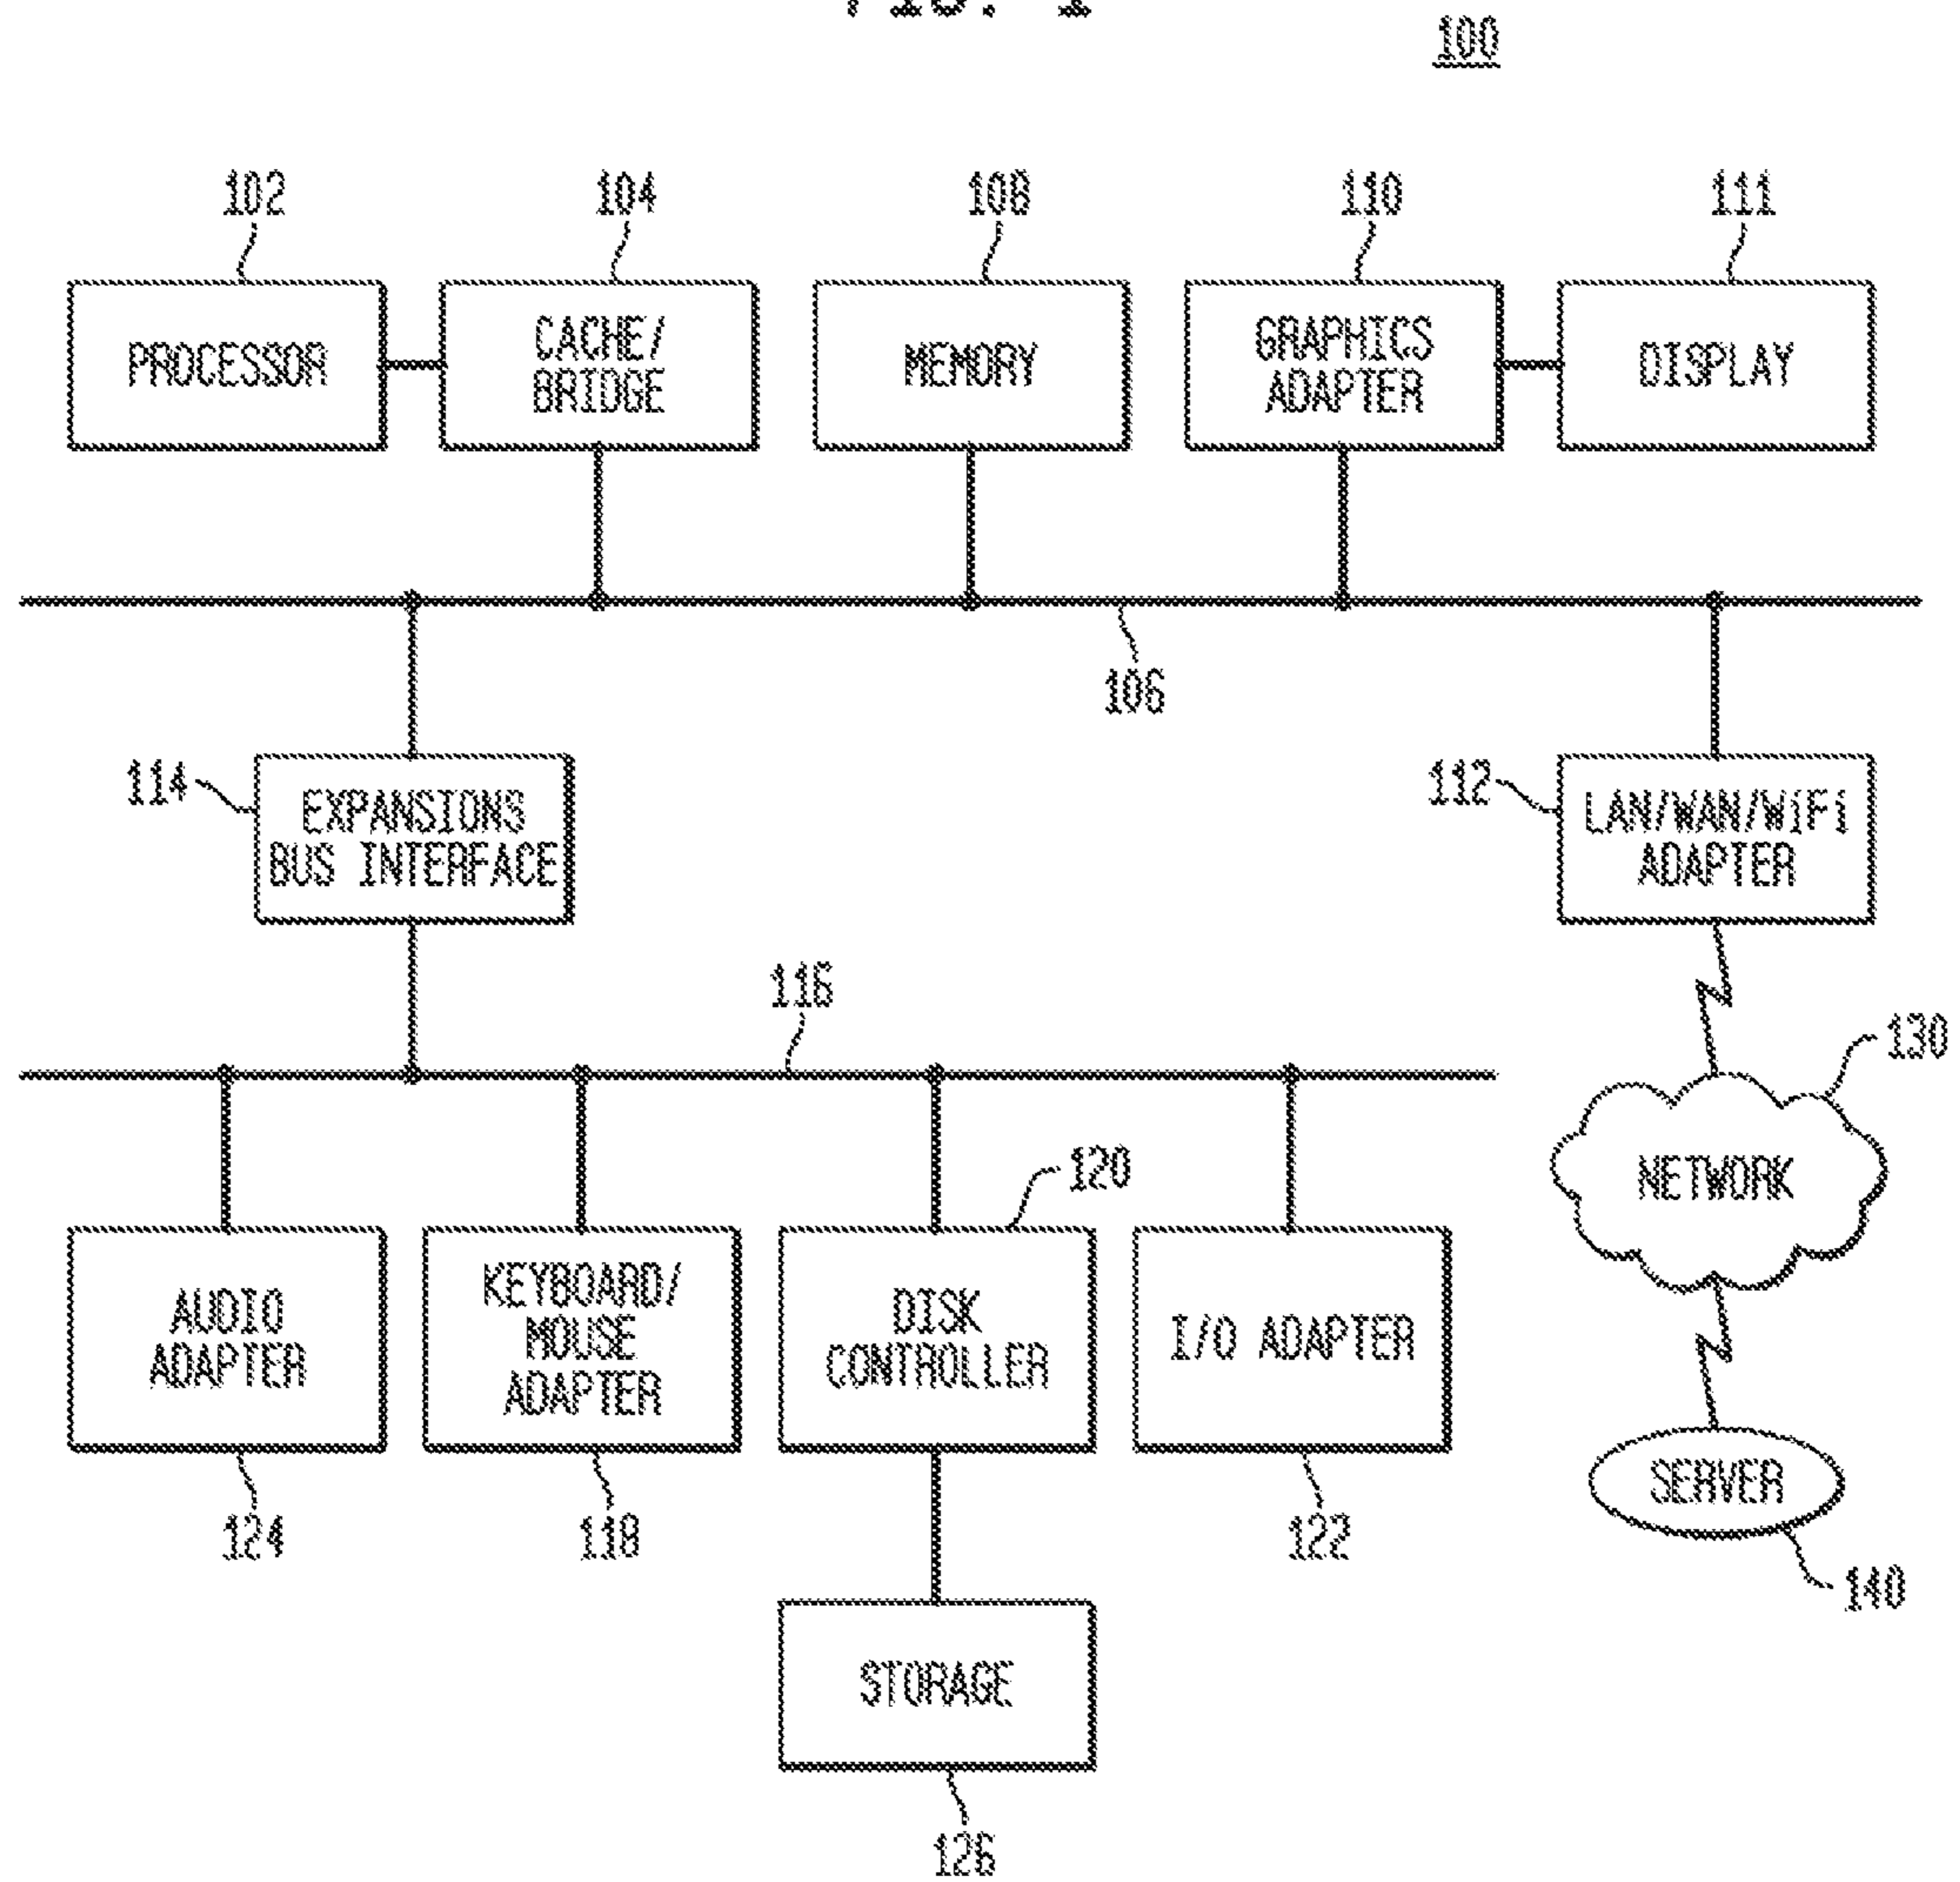 FIG. 1
100
102
104
108
110
111
PROCESSOR
CACHE/
BRIDGE
MEMORY
GRAPHICS
ADAPTER
DISPLAY
106
114
EXPANSIONS
BUS INTERFACE
112
LAN/WAN/WiFi
ADAPTER
116
130
NETWORK
120
AUDIO
ADAPTER
KEYBOARD/
MOUSE
ADAPTER
DISK
CONTROLLER
I/O ADAPTER
124
118
122
SERVER
140
STORAGE
126